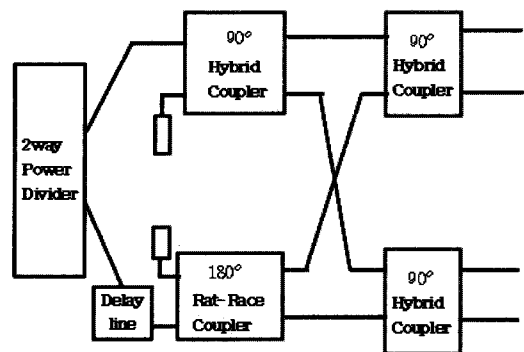 90°
Hybrid
Coupler
90°
Hybrid
Coupler
2way
Power
Divider
180°
Rat-Race
Coupler
Delay
line
90°
Hybrid
Coupler